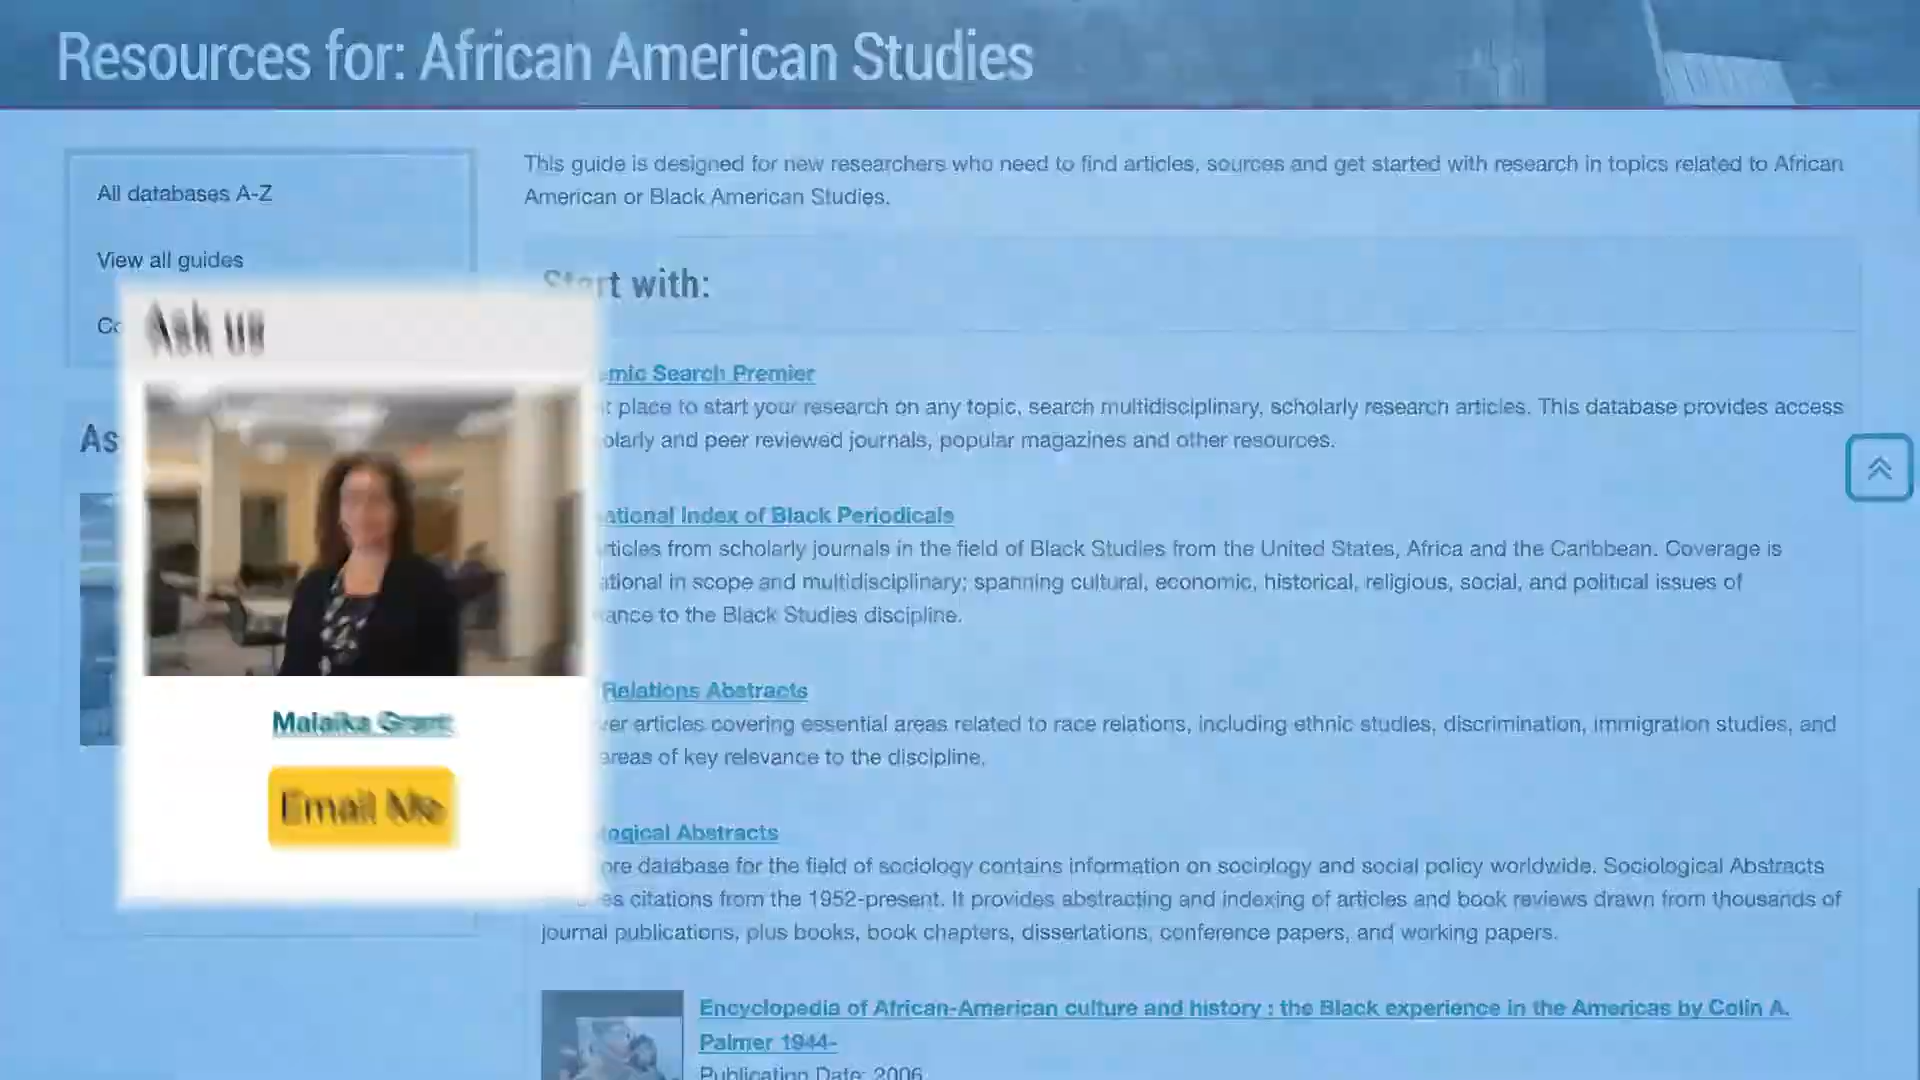 Resources for: African American Studies
All databases A-Z
View all guides
Ask us
Malaika Grant
Email Me
This guide is designed for new researchers who need to find articles, sources and get started with research in topics related to African
American or Black American Studies.
Start with:
Search Premier
place to start your research on any topic, search multidisciplinary, scholarly research articles. This database provides access
and peer reviewed journals, popular magazines and other resources.
Index of Black Periodicals
from scholarly journals in the field of Black Studies from the United States, Africa and the Caribbean. Coverage is
in scope and multidisciplinary; spanning cultural, economic, historical, religious, social, and political issues of
to the Black Studies discipline.
Relations Abstracts
articles covering essential areas related to race relations, including ethnic studies, discrimination, immigration studies, and
areas of key relevance to the discipline.
Abstracts
database for the field of sociology contains information on sociology and social policy worldwide. Sociological Abstracts
citations from the 1952-present. It provides abstracting and indexing of articles and book reviews drawn from thousands of
journal publications, plus books, book chapters, dissertations, conference papers, and working papers.
Encyclopedia of African-American culture and history : the Black experience in the Americas by Colin A.
Palmer 1944-
Publication Date: 2006